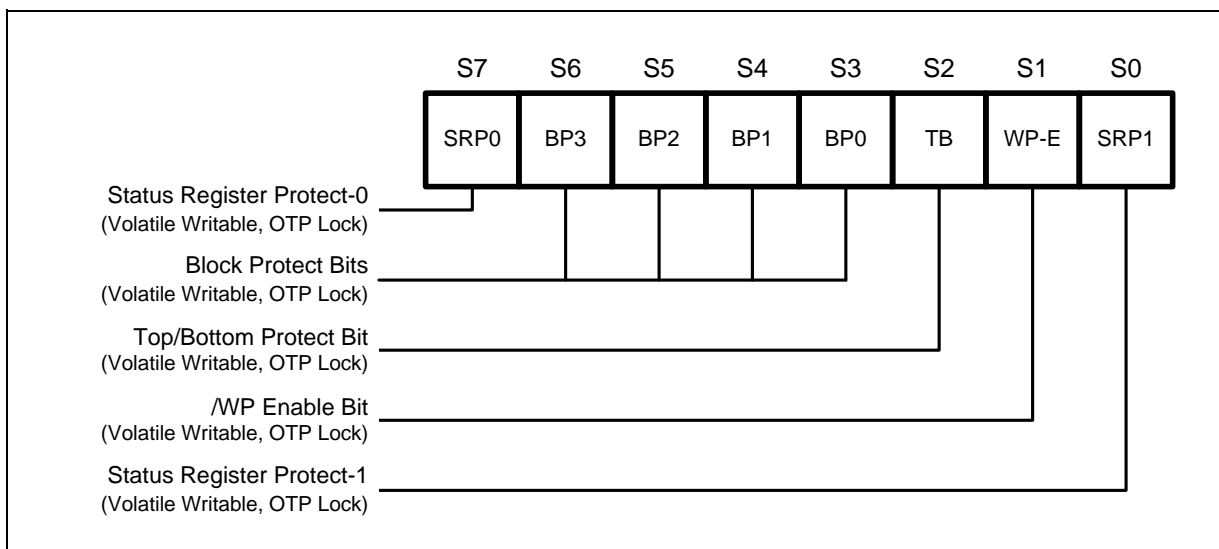 S7 S6 S5 S4 S3 S2 S1 S0
SRP0 BP3 BP2 BP1 BP0 TB WP-E SRP1
Status Register Protect-0
(Volatile Writable, OTP Lock)
Block Protect Bits
(Volatile Writable, OTP Lock)
Top/Bottom Protect Bit
(Volatile Writable, OTP Lock)
/WP Enable Bit
(Volatile Writable, OTP Lock)
Status Register Protect-1
(Volatile Writable, OTP Lock)